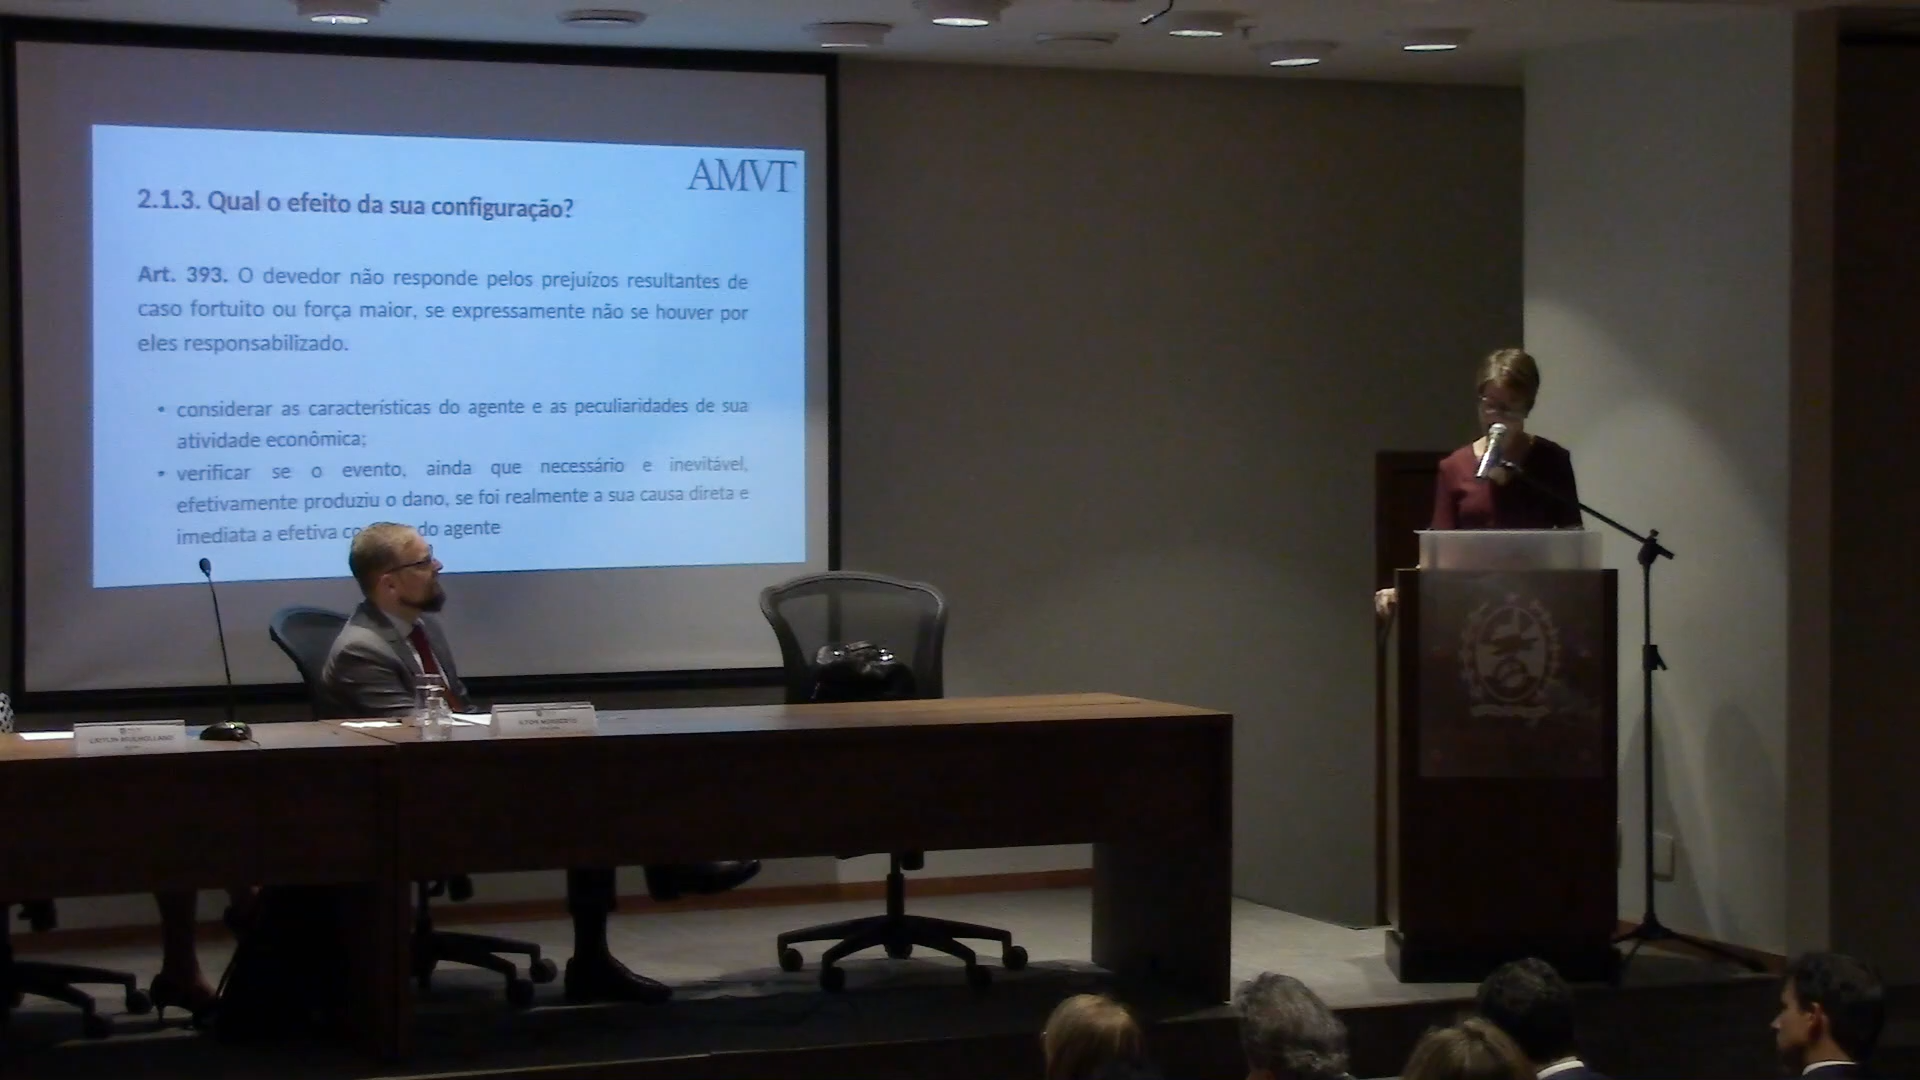 AMVT
2.1.3. Qual o efeito da sua configuração?
Art. 393. O devedor não responde pelos prejuízos resultantes de
caso fortuito ou força maior, se expressamente não se houver por
eles responsabilizado.
• considerar as características do agente e as peculiaridades de sua
atividade econômica;
• verificar se o evento, ainda que necessário e inevitável,
efetivamente produziu o dano, se foi realmente a sua causa direta e
imediata a efetiva do agente
CAITLIN MULHOLLAND